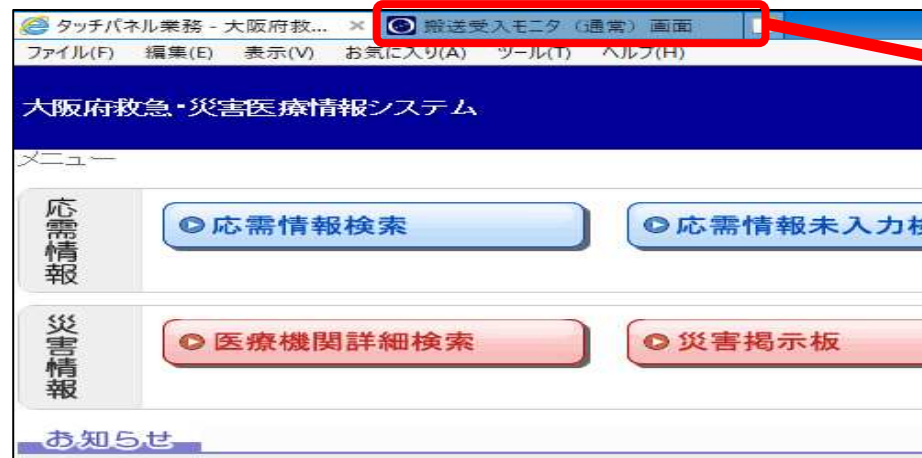 タッチパネル業務 - 大阪府救... × 搬送受入モニタ（通常）画面
ファイル(F) 編集(E) 表示(V) お気に入り(A) ツール(T) ヘルプ(H)
大阪府救急・災害医療情報システム
メニュー
応需情報
応需情報検索 応需情報未入力検
災害情報
医療機関詳細検索 災害掲示板
お知らせ